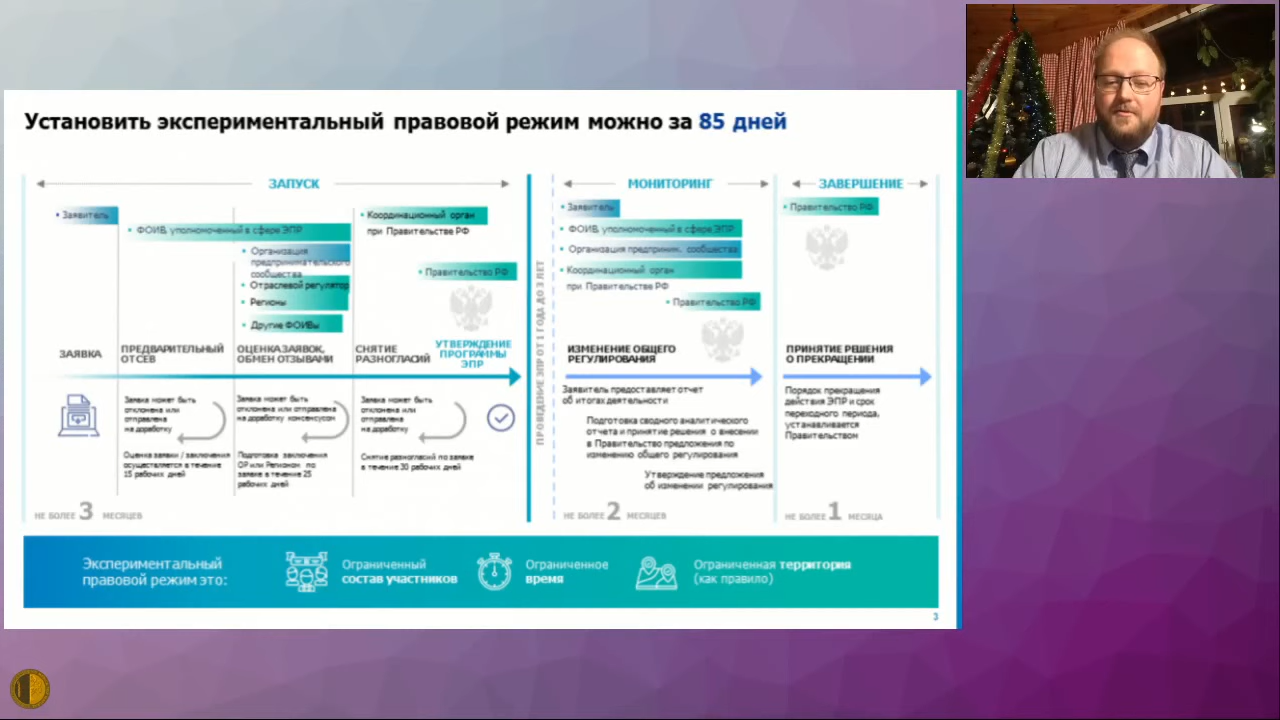 Установить экспериментальный правовой режим можно за 85 дней
ЗАПУСК
• Заявитель
• ФОИВ, уполномоченный в сфере ЭПР
• Организация
предпринимательского
сообщества
• Отраслевой регулятор
• Регионы
• Другие ФОИВы
• Координационный орган
при Правительстве РФ
• Правительство РФ
ЗАЯВКА
ПРЕДВАРИТЕЛЬНЫЙ
ОТСЕВ
ОЦЕНКА ЗАЯВОК,
ОБМЕН ОТЗЫВАМИ
СНЯТИЕ
РАЗНОГЛАСИЙ
УТВЕРЖДЕНИЕ
ПРОГРАММЫ
ЭПР
Заявка может быть
отклонена или
отправлена
на доработку
Оценка заявки / заключения
осуществляется в течение
15 рабочих дней
Заявка может быть
отклонена или отправлена
на доработку консенсусом
Подготовка заключения
ОР или Регионом по
заявке в течение 25
рабочих дней
Заявка может быть
отклонена или
отправлена
на доработку
Снятие разногласий по заявке
в течение 30 рабочих дней
НЕ БОЛЕЕ 3 МЕСЯЦЕВ
ПРОВЕДЕНИЕ ЭПР ОТ 1 ГОДА ДО 3 ЛЕТ
МОНИТОРИНГ
• Заявитель
• ФОИВ, уполномоченный в сфере ЭПР
• Организация предприним. сообщества
• Координационный орган
при Правительстве РФ
• Правительство РФ
ИЗМЕНЕНИЕ ОБЩЕГО
РЕГУЛИРОВАНИЯ
Заявитель предоставляет отчет
об итогах деятельности
Подготовка сводного аналитического
отчета и принятие решения о внесении
в Правительство предложения по
изменению общего регулирования
Утверждение предложения
об изменении регулирования
НЕ БОЛЕЕ 2 МЕСЯЦЕВ
ЗАВЕРШЕНИЕ
• Правительство РФ
ПРИНЯТИЕ РЕШЕНИЯ
О ПРЕКРАЩЕНИИ
Порядок прекращения
действия ЭПР и срок
переходного периода,
устанавливается
Правительством
НЕ БОЛЕЕ 1 МЕСЯЦА
Экспериментальный
правовой режим это:
Ограниченный
состав участников
Ограниченное
время
Ограниченная территория
(как правило)
3